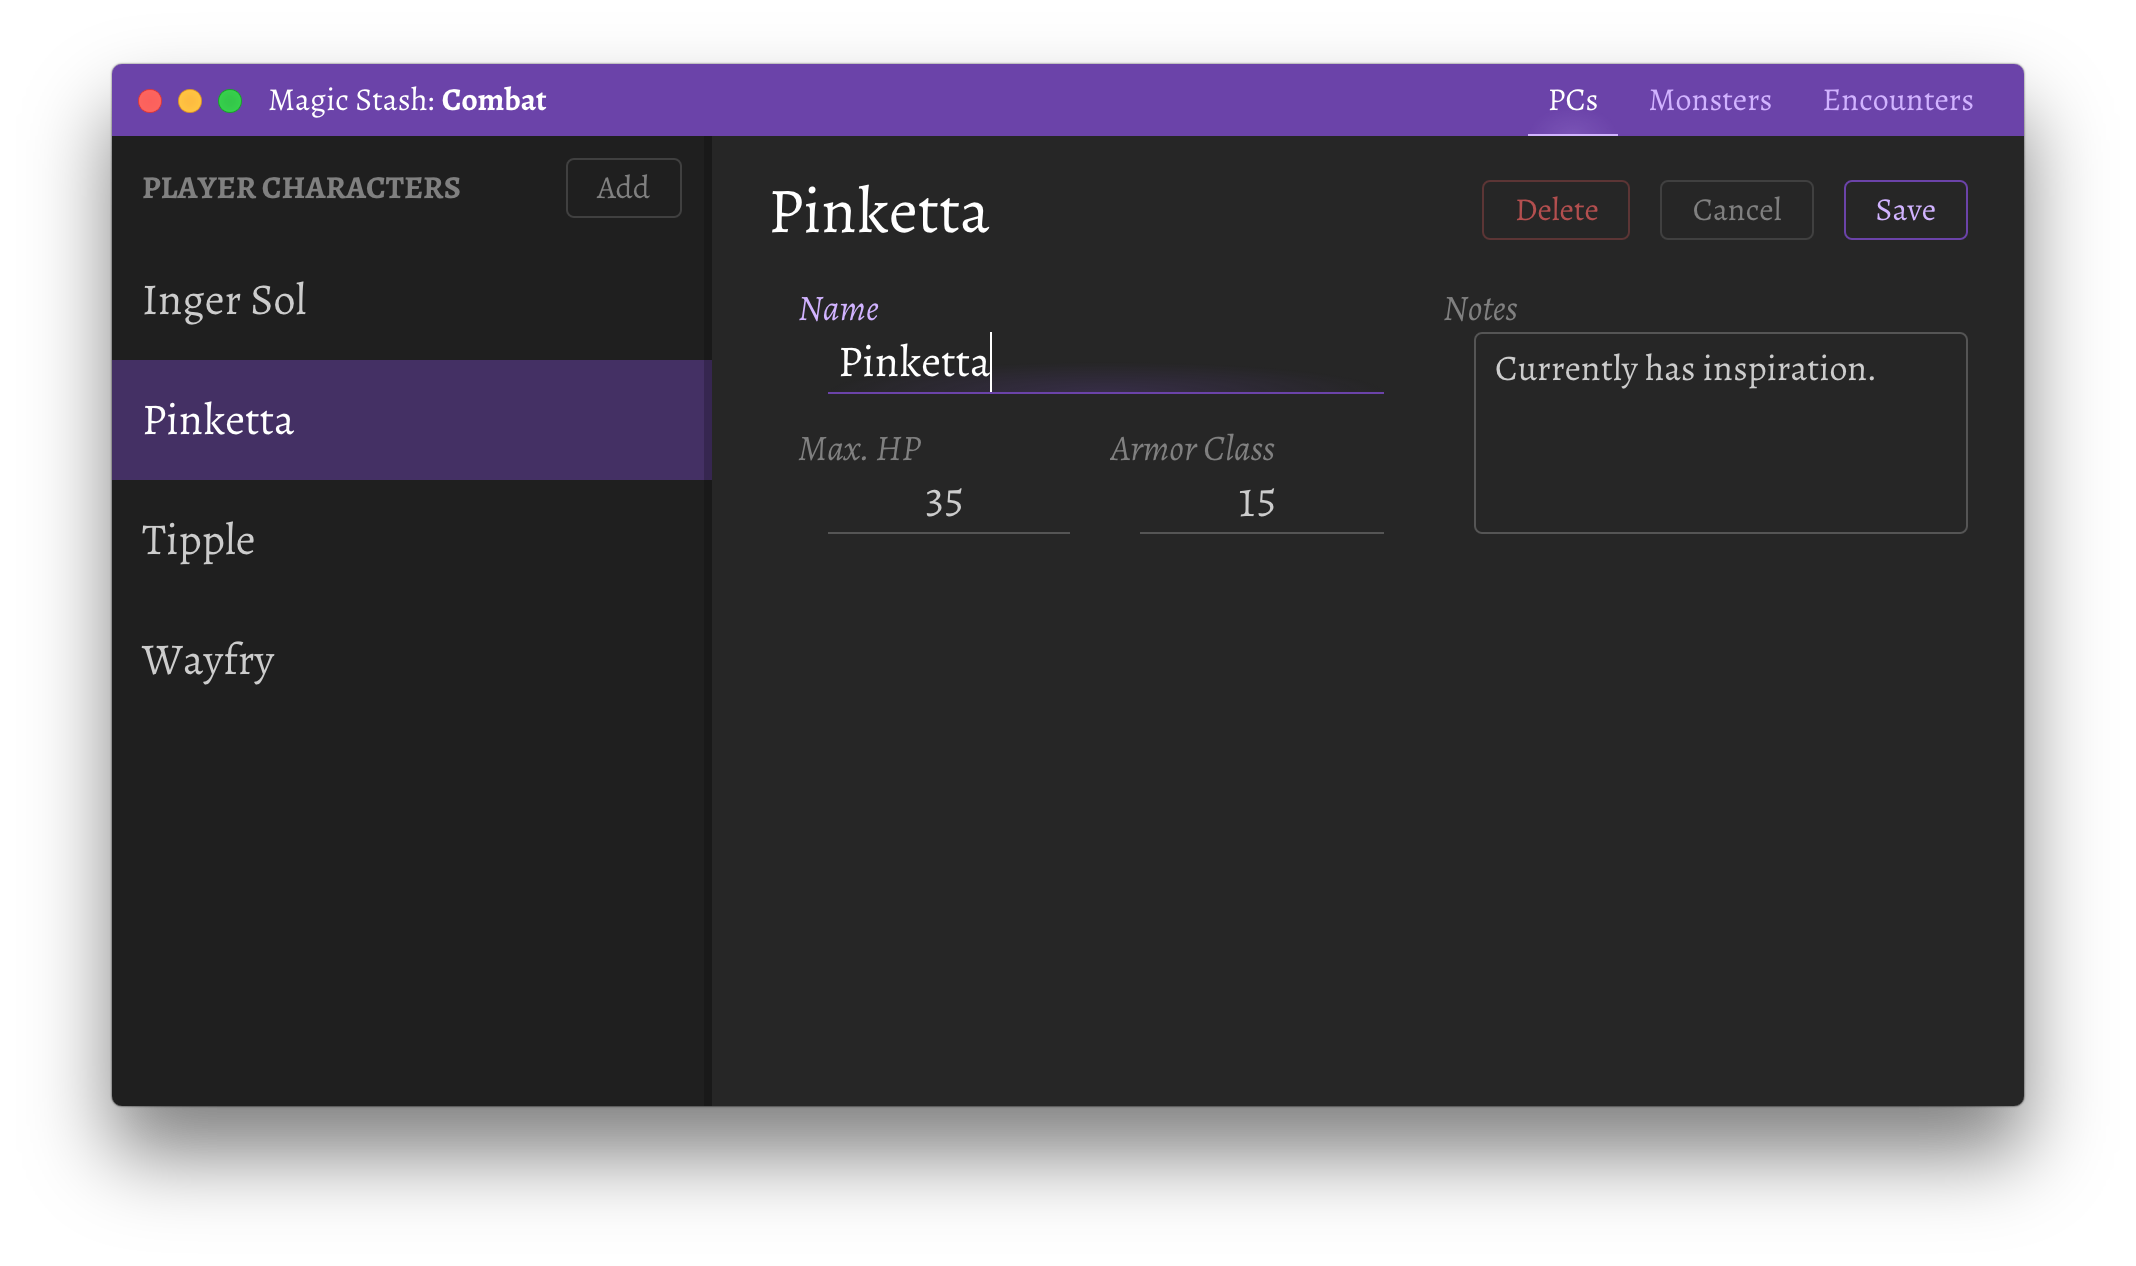 Magic Stash: Combat
PCs
Monsters
Encounters
PLAYER CHARACTERS
Add
Inger Sol
Pinketta
Tipple
Wayfry
Pinketta
Delete
Cancel
Save
Name
Pinketta
Max. HP
35
Armor Class
15
Notes
Currently has inspiration.